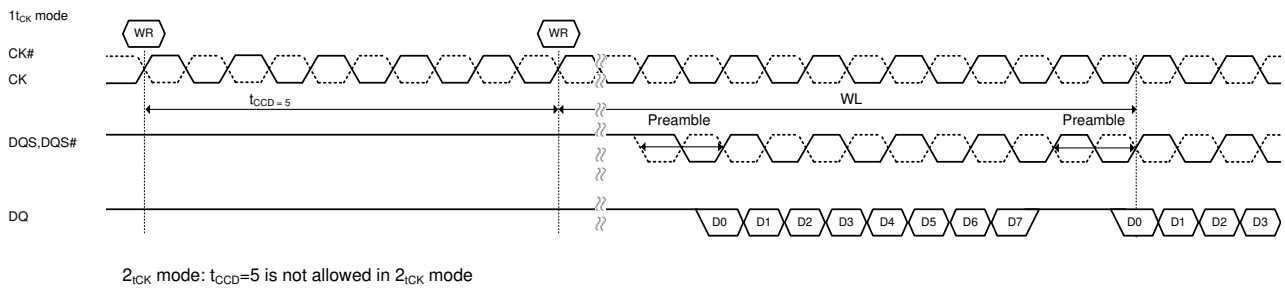 1tCK mode
WR WR
CK#
CK
tCCD = 5 WL
Preamble Preamble
DQS,DQS#
DQ D0 D1 D2 D3 D4 D5 D6 D7 D0 D1 D2 D3
2tCK mode: tCCD=5 is not allowed in 2tCK mode